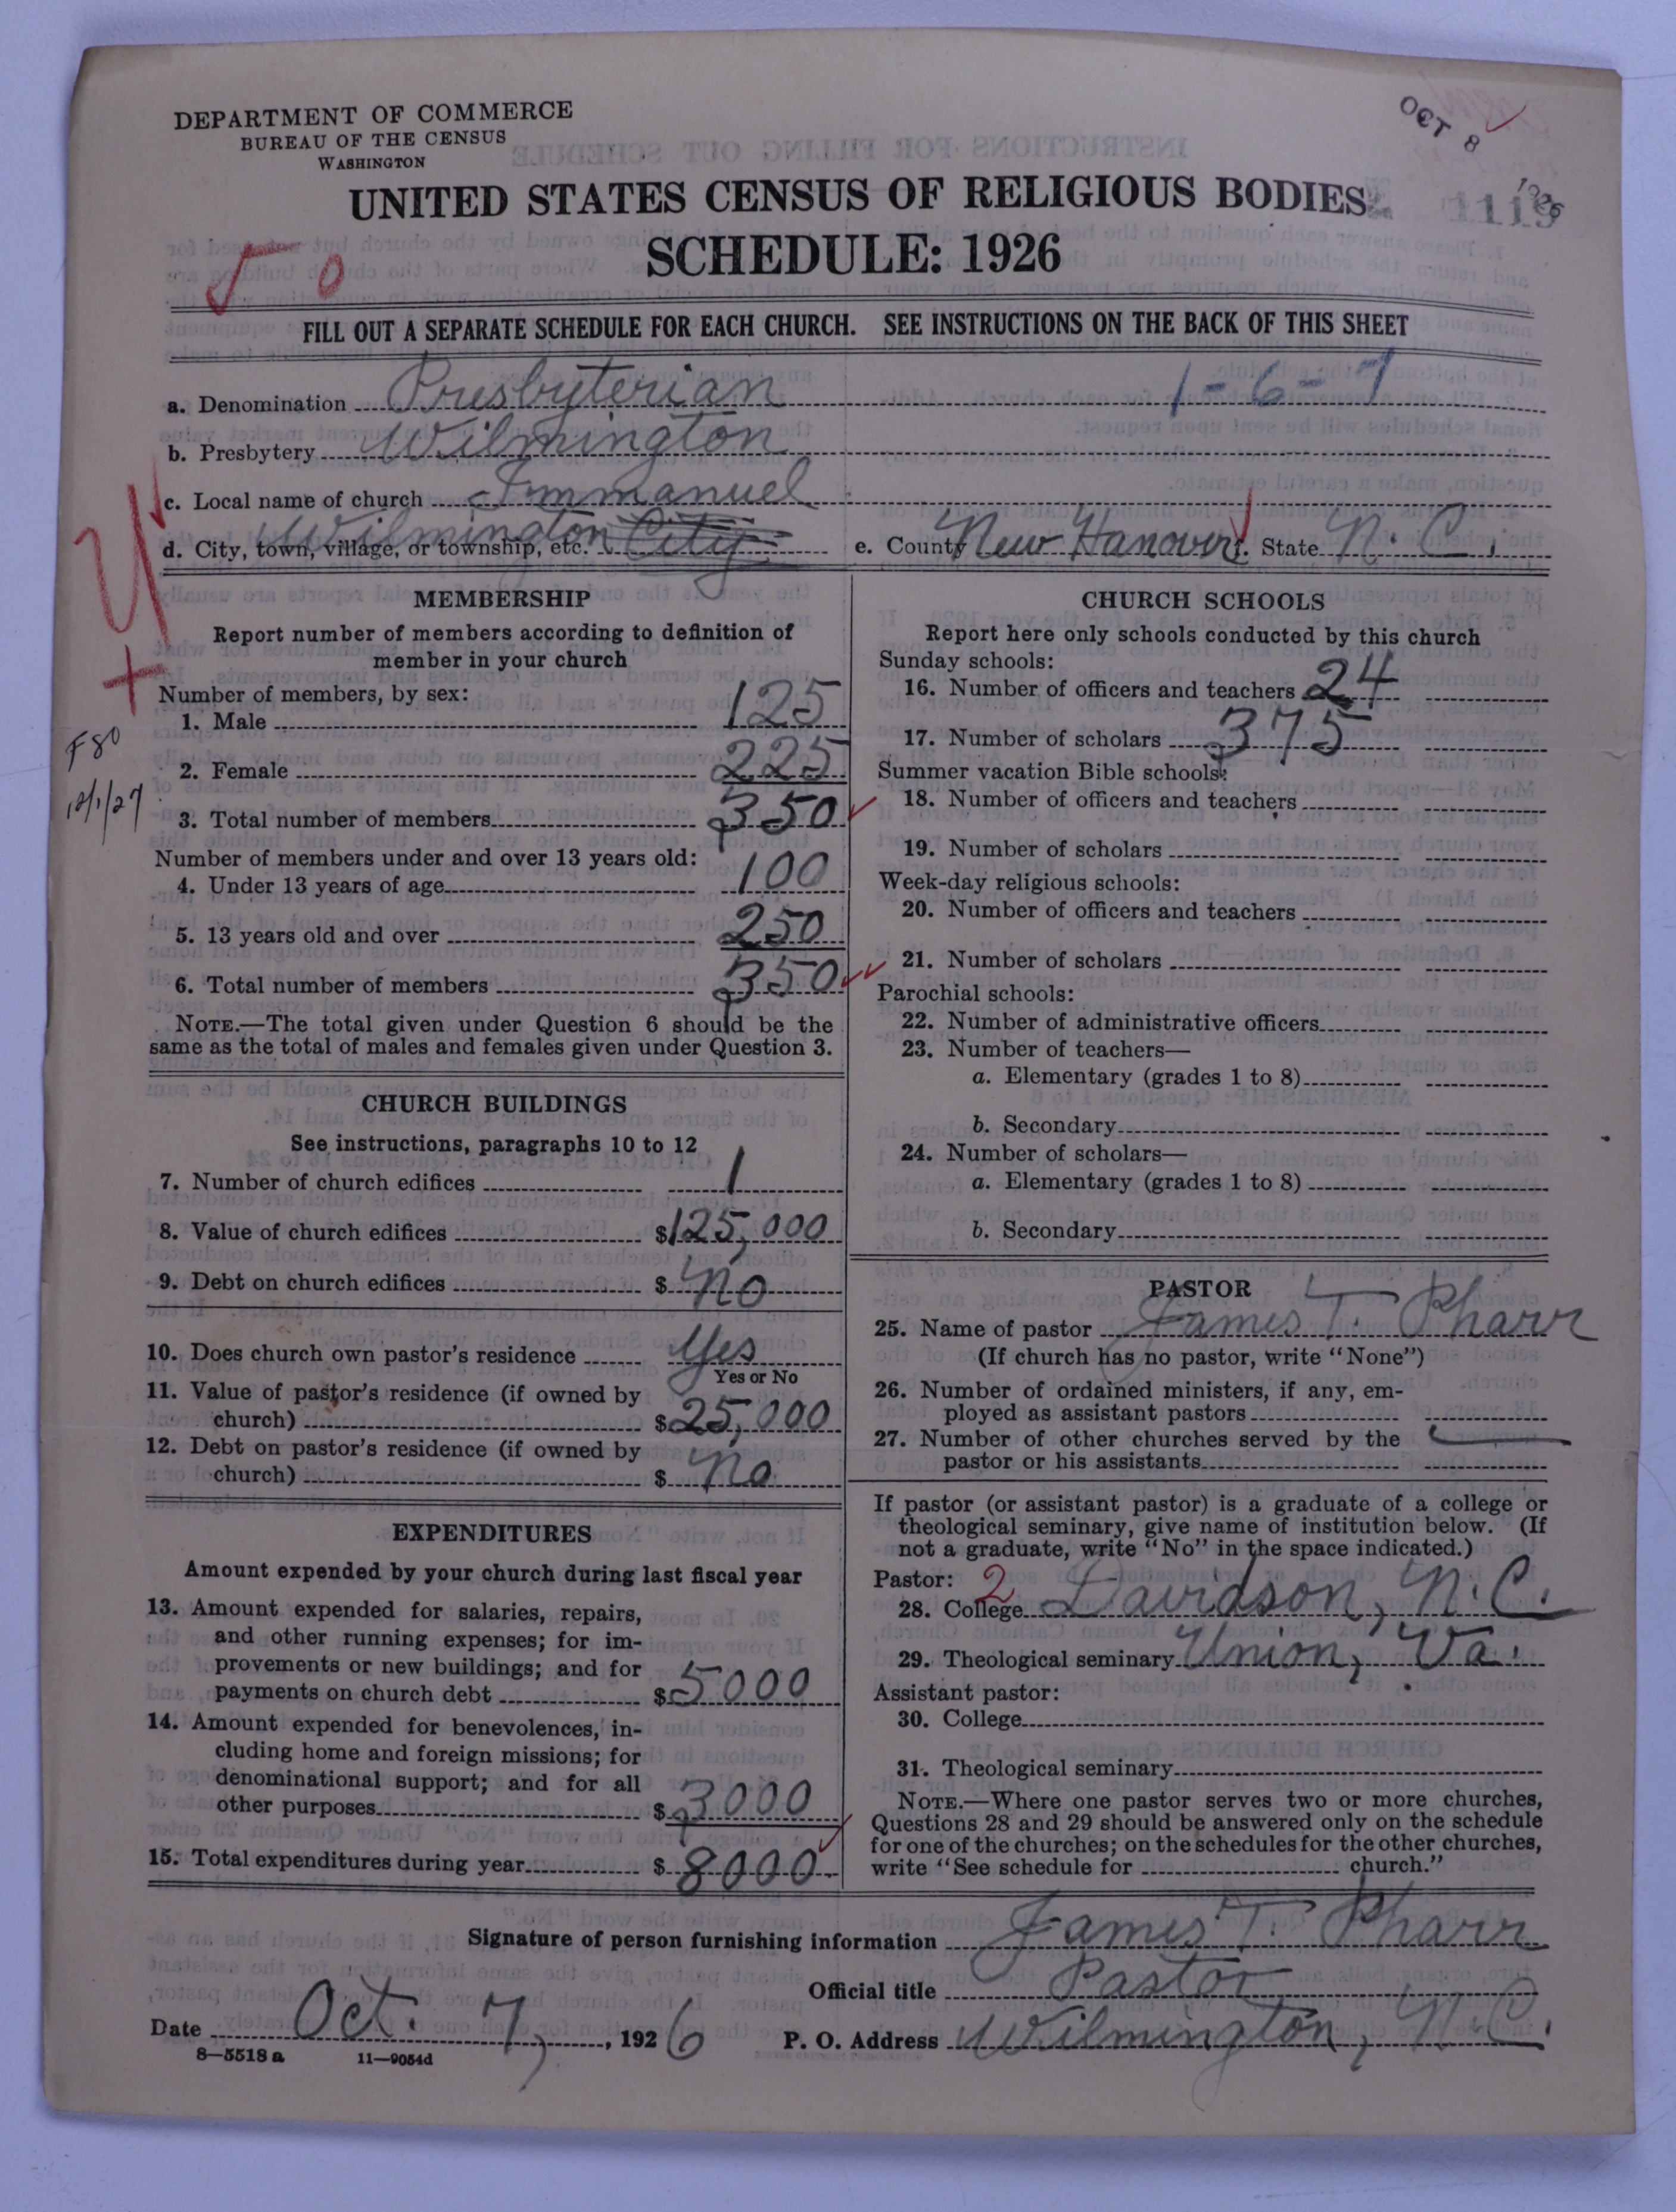 DEPARTMENT OF COMMERCE
BUREAU OF THE CENSUS
WASHINGTON
OCT 8 1926
1119
UNITED STATES CENSUS OF RELIGIOUS BODIES
SCHEDULE: 1926
5 0
FILL OUT A SEPARATE SCHEDULE FOR EACH CHURCH. SEE INSTRUCTIONS ON THE BACK OF THIS SHEET
a. Denomination Presbyterian 1-6-7
b. Presbytery Wilmington
c. Local name of church Immanuel
d. City, town, village, or township, etc. Wilmington City e. County New Hanover f. State N. C.
MEMBERSHIP
Report number of members according to definition of
member in your church
Number of members, by sex:
1. Male 125
2. Female 225
F80
10/1/27
3. Total number of members 350
Number of members under and over 13 years old:
4. Under 13 years of age 100
5. 13 years old and over 250
6. Total number of members 350
NOTE.—The total given under Question 6 should be the
same as the total of males and females given under Question 3.
CHURCH BUILDINGS
See instructions, paragraphs 10 to 12
7. Number of church edifices 1
8. Value of church edifices $125,000
9. Debt on church edifices $ No
10. Does church own pastor's residence Yes
Yes or No
11. Value of pastor's residence (if owned by
church) $25,000
12. Debt on pastor's residence (if owned by
church) $ No
EXPENDITURES
Amount expended by your church during last fiscal year
13. Amount expended for salaries, repairs,
and other running expenses; for im-
provements or new buildings; and for
payments on church debt $5000
14. Amount expended for benevolences, in-
cluding home and foreign missions; for
denominational support; and for all
other purposes $3000
15. Total expenditures during year $8000
CHURCH SCHOOLS
Report here only schools conducted by this church
Sunday schools:
16. Number of officers and teachers 24
17. Number of scholars 375
Summer vacation Bible schools:
18. Number of officers and teachers
19. Number of scholars
Week-day religious schools:
20. Number of officers and teachers
21. Number of scholars
Parochial schools:
22. Number of administrative officers
23. Number of teachers—
a. Elementary (grades 1 to 8)
b. Secondary
24. Number of scholars—
a. Elementary (grades 1 to 8)
b. Secondary
PASTOR
25. Name of pastor James T. Pharr
(If church has no pastor, write "None")
26. Number of ordained ministers, if any, em-
ployed as assistant pastors
27. Number of other churches served by the
pastor or his assistants
If pastor (or assistant pastor) is a graduate of a college or
theological seminary, give name of institution below. (If
not a graduate, write "No" in the space indicated.)
Pastor: 2
28. College Davidson, N.C.
29. Theological seminary Union, Va.
Assistant pastor:
30. College
31. Theological seminary
NOTE.—Where one pastor serves two or more churches,
Questions 28 and 29 should be answered only on the schedule
for one of the churches; on the schedules for the other churches,
write "See schedule for church."
Signature of person furnishing information James T. Pharr
Official title Pastor
Date Oct. 7, 1926 P. O. Address Wilmington, N.C.
8—5518 a 11—9054d